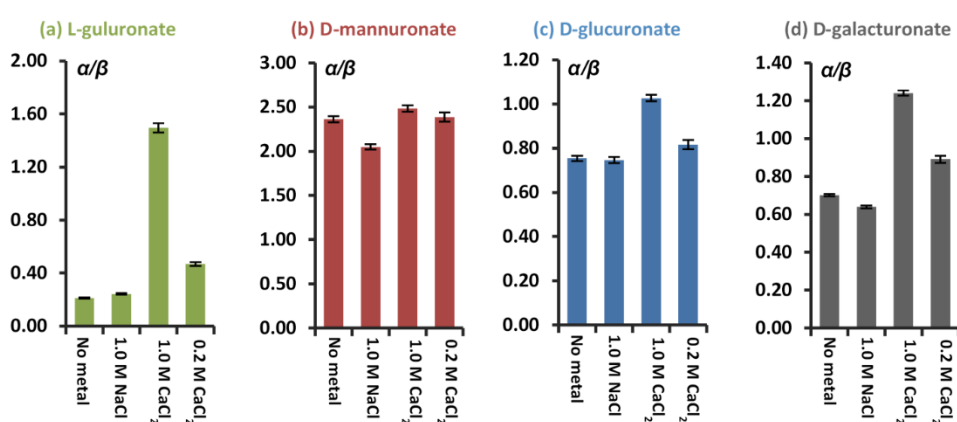 (a) L-guluronate
2.00
1.60
1.20
0.80
0.40
0.00
α/β
No metal
1.0 M NaCl
1.0 M CaCl2
0.2 M CaCl2
(b) D-mannuronate
3.00
2.50
2.00
1.50
1.00
0.50
0.00
α/β
No metal
1.0 M NaCl
1.0 M CaCl2
0.2 M CaCl2
(c) D-glucuronate
1.20
1.00
0.80
0.60
0.40
0.20
0.00
α/β
No metal
1.0 M NaCl
1.0 M CaCl2
0.2 M CaCl2
(d) D-galacturonate
1.40
1.20
1.00
0.80
0.60
0.40
0.20
0.00
α/β
No metal
1.0 M NaCl
1.0 M CaCl2
0.2 M CaCl2